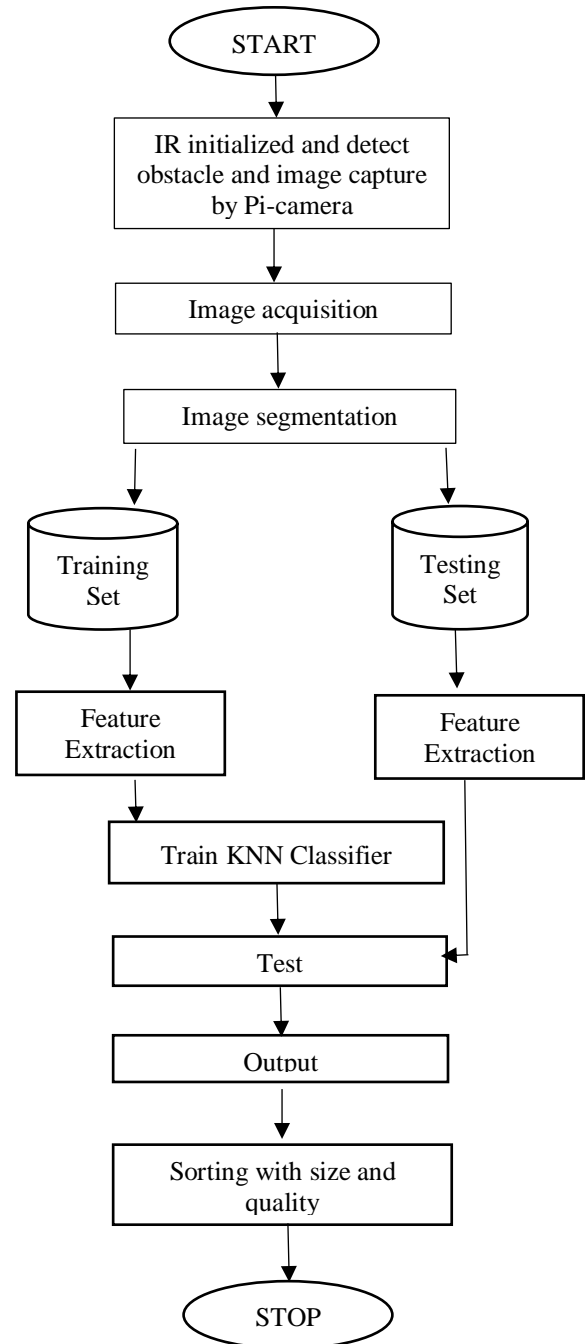 START
IR initialized and detect
obstacle and image capture
by Pi-camera
Image acquisition
Image segmentation
Training
Set
Testing
Set
Feature
Extraction
Feature
Extraction
Train KNN Classifier
Test
Output
Sorting with size and
quality
STOP